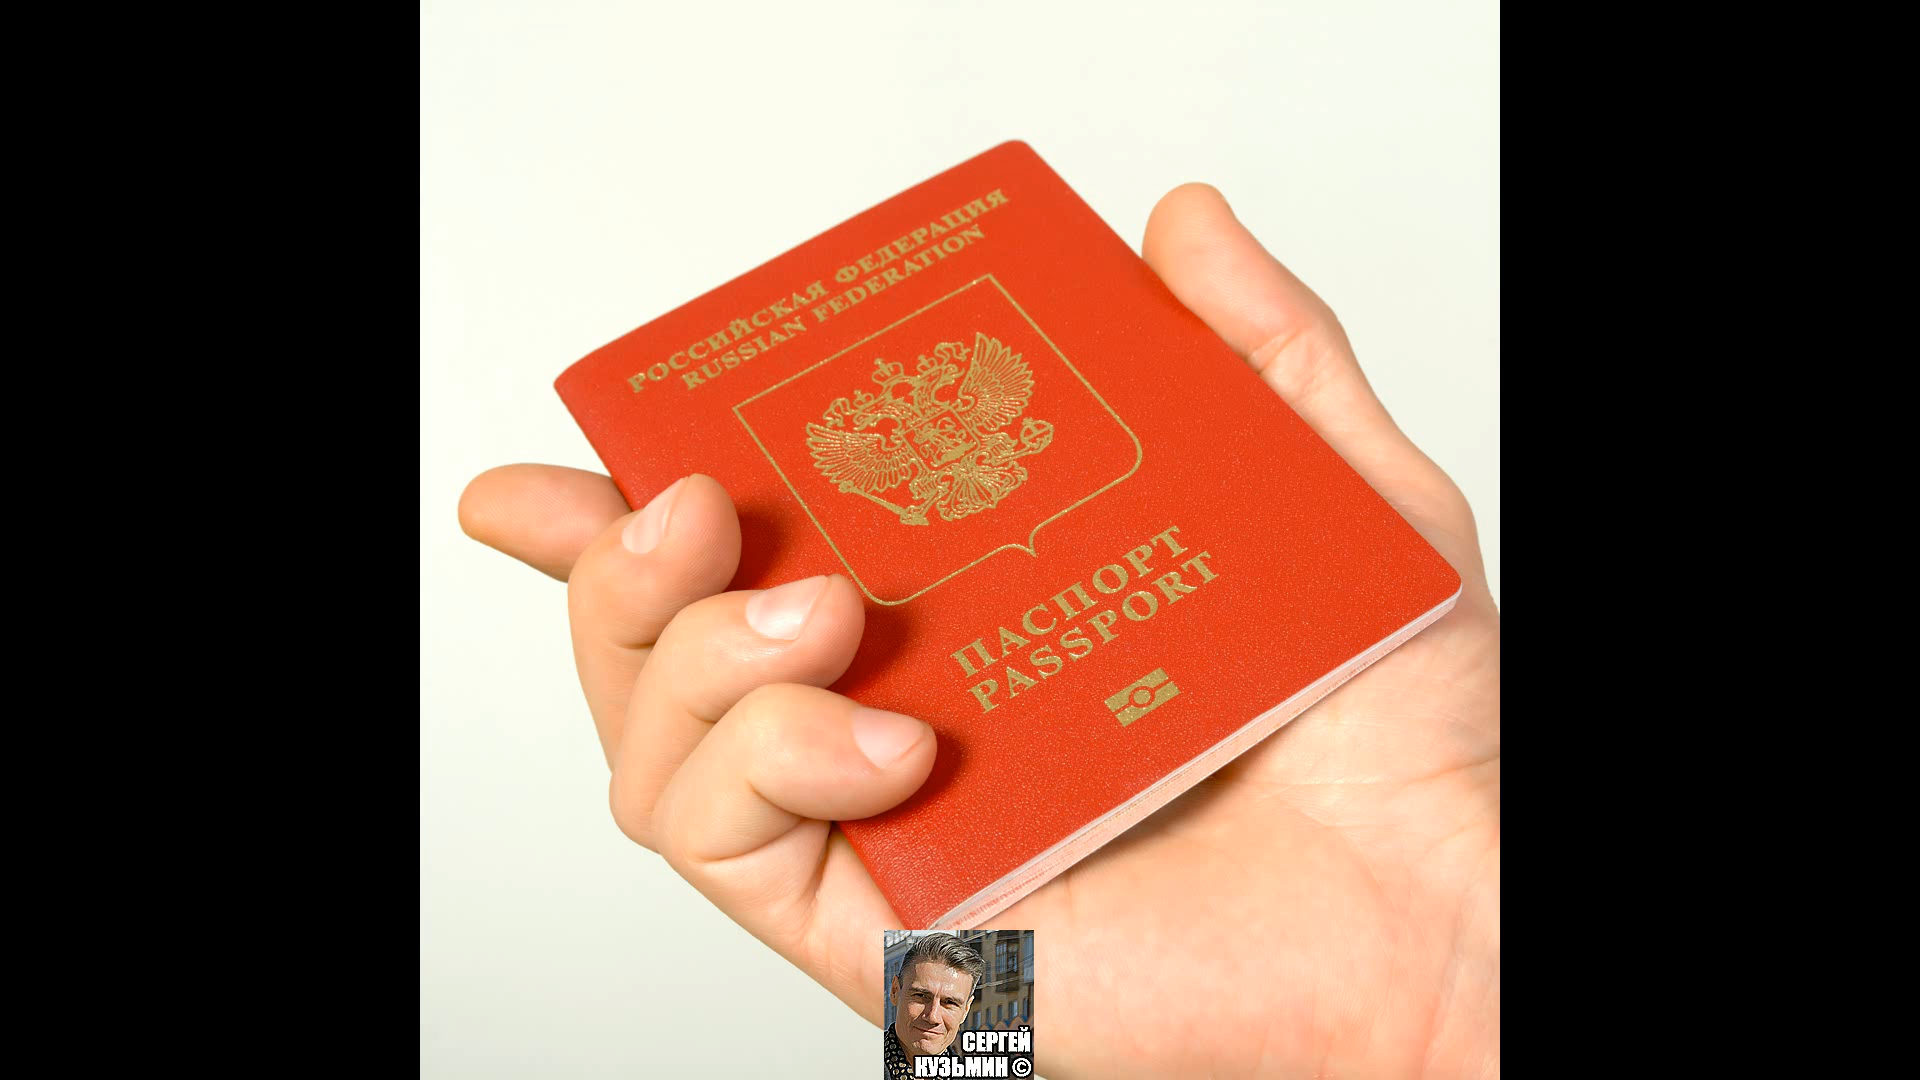 РОССИЙСКАЯ ФЕДЕРАЦИЯ
RUSSIAN FEDERATION
ПАСПОРТ
PASSPORT
СЕРГЕЙ
КУЗЬМИН ©